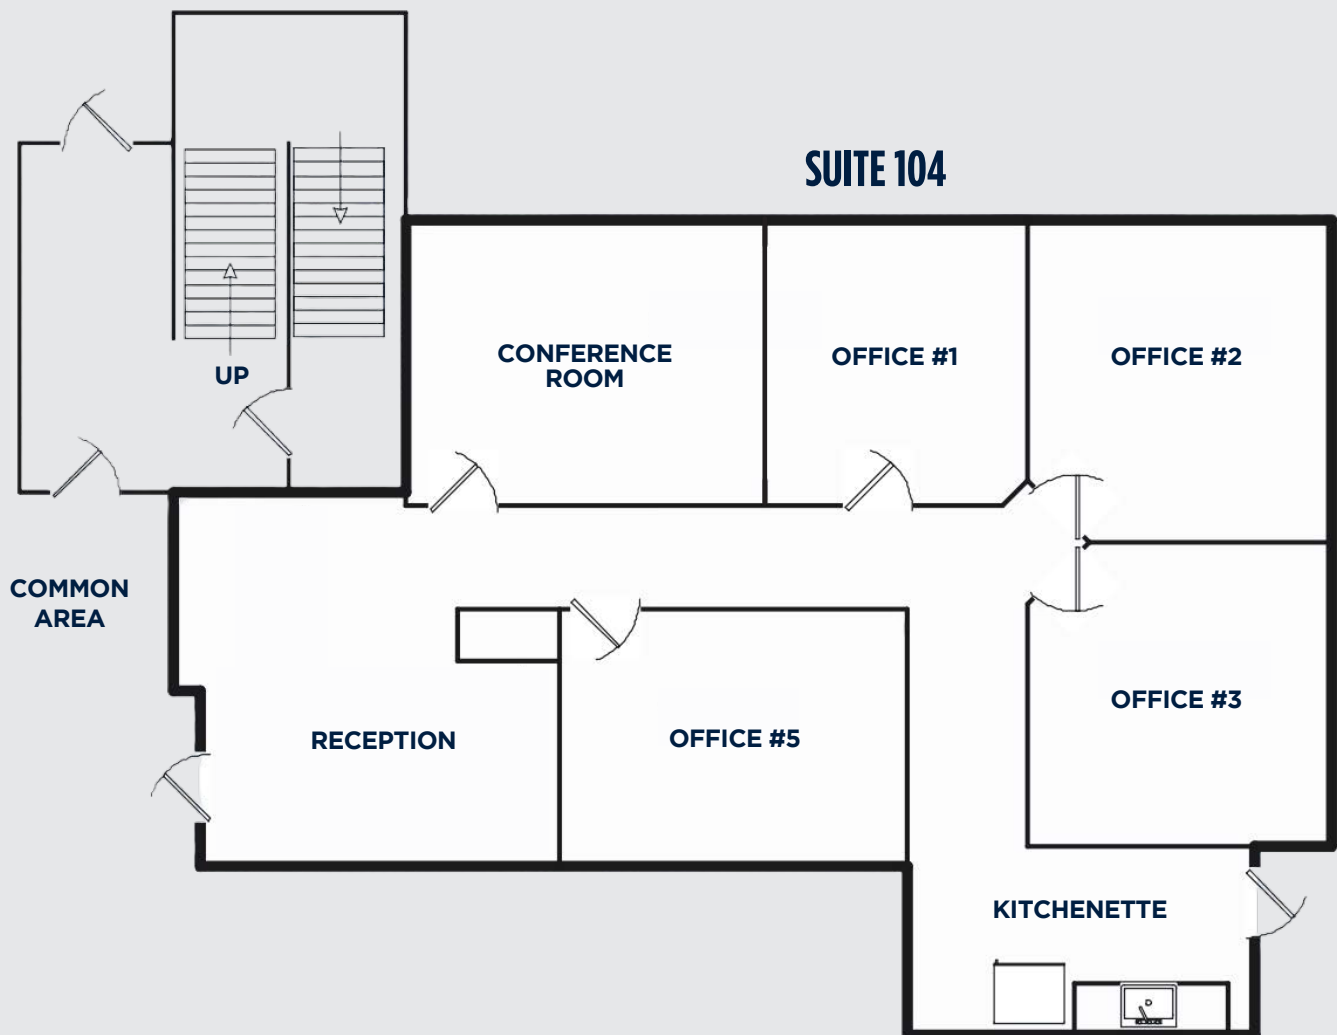 SUITE 104
CONFERENCE
ROOM
OFFICE #1
OFFICE #2
UP
COMMON
AREA
RECEPTION
OFFICE #5
OFFICE #3
KITCHENETTE